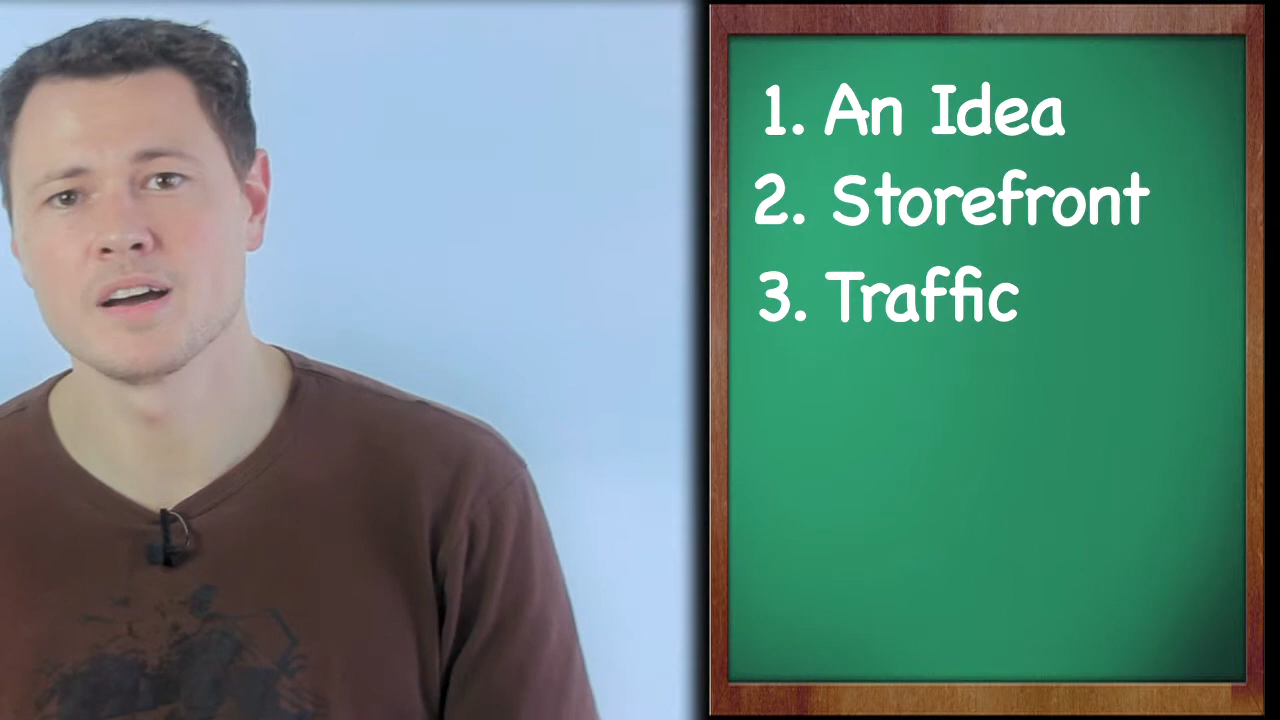 1. An Idea
2. Storefront
3. Traffic